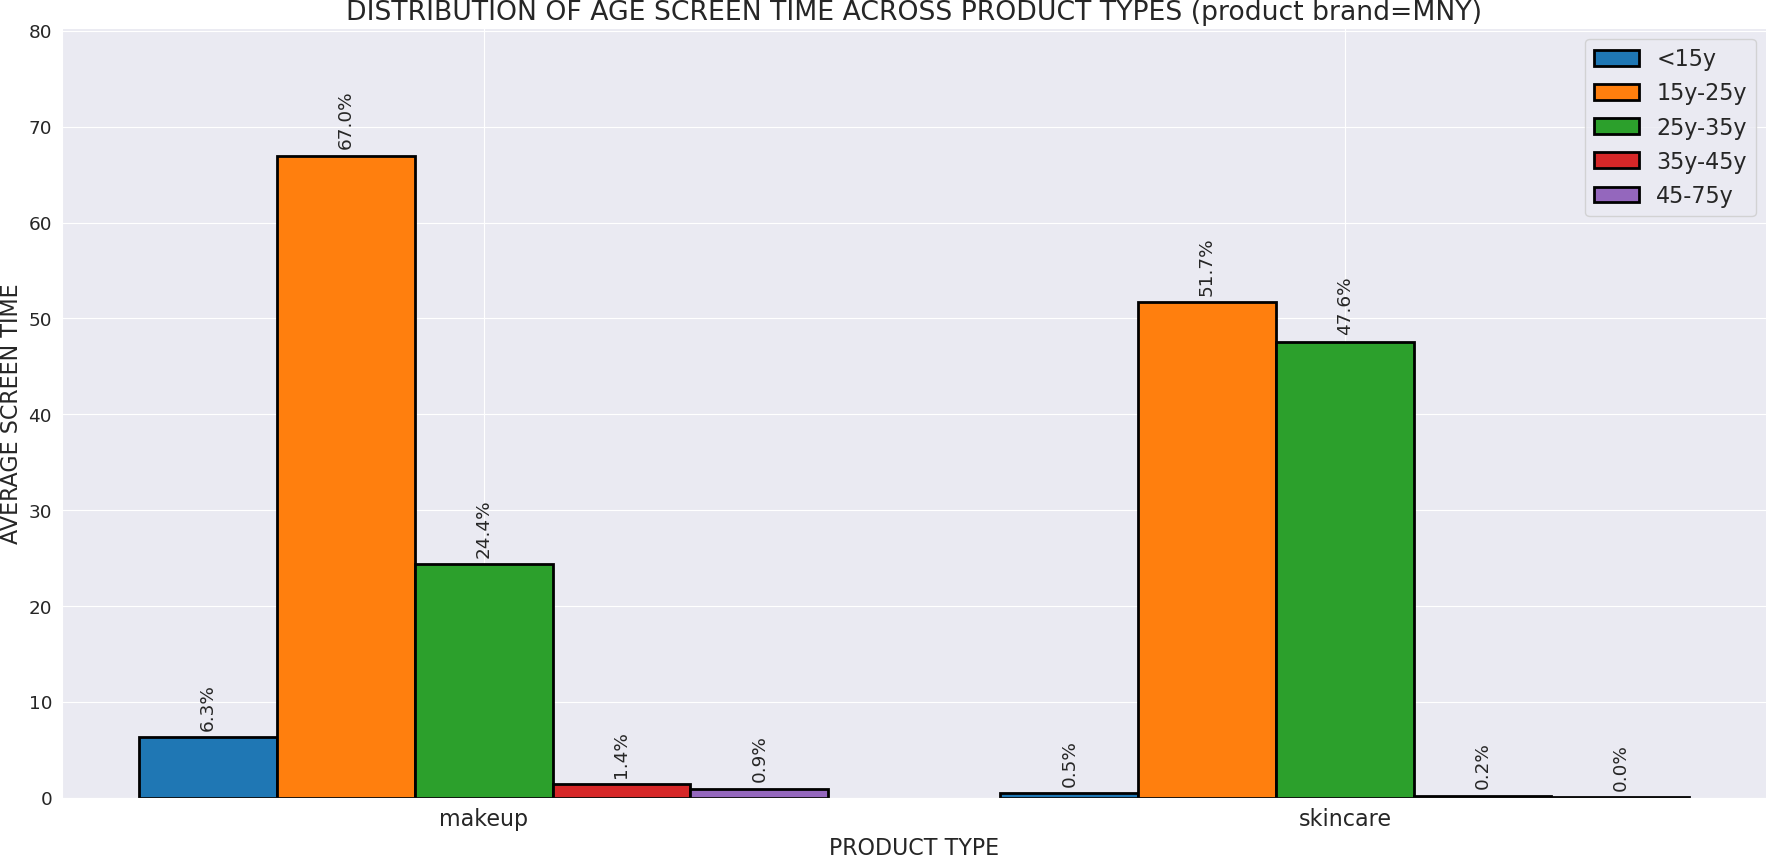 DISTRIBUTION OF AGE SCREEN TIME ACROSS PRODUCT TYPES (product brand=MNY)
80
70
60
50
40
30
20
10
0
AVERAGE SCREEN TIME
6.3%
67.0%
24.4%
1.4%
0.9%
0.5%
51.7%
47.6%
0.2%
0.0%
<15y
15y-25y
25y-35y
35y-45y
45-75y
makeup
skincare
PRODUCT TYPE